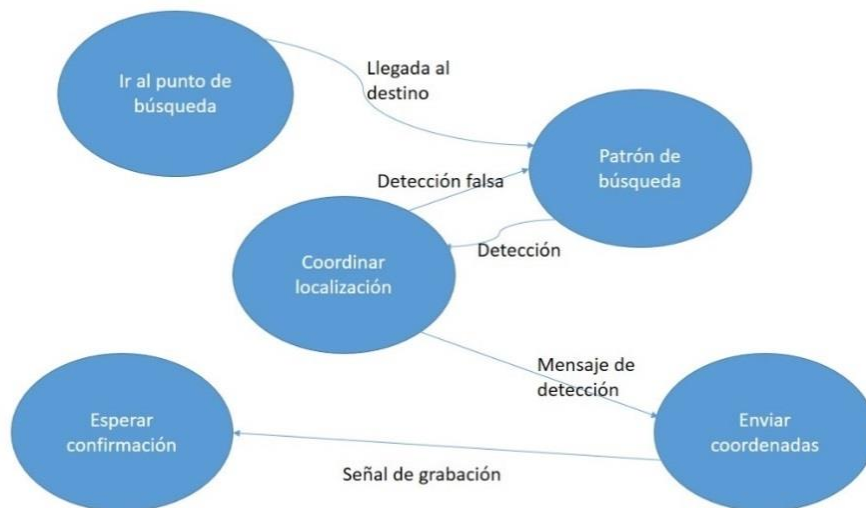 Ir al punto de
búsqueda
Llegada al
destino
Patrón de
búsqueda
Detección falsa
Detección
Coordinar
localización
Mensaje de
detección
Esperar
confirmación
Enviar
coordenadas
Señal de grabación